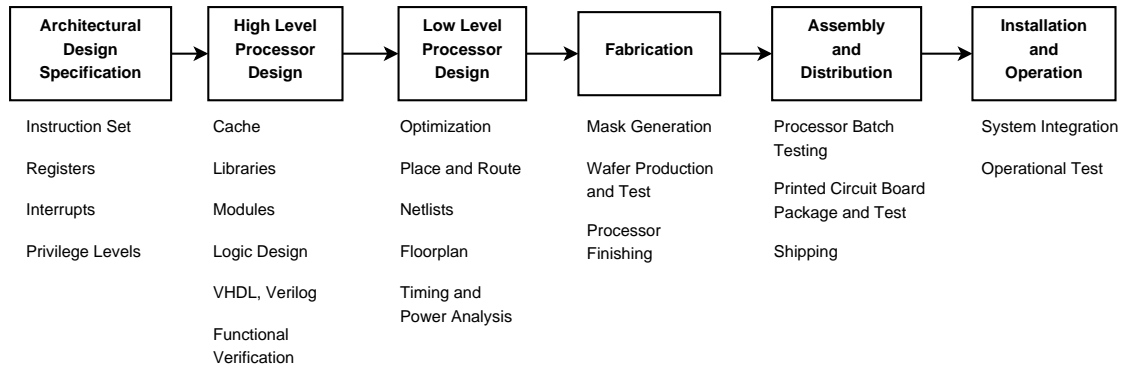 Architectural
Design
Specification
High Level
Processor
Design
Low Level
Processor
Design
Fabrication
Assembly
and
Distribution
Installation
and
Operation
Instruction Set
Registers
Interrupts
Privilege Levels
Cache
Libraries
Modules
Logic Design
VHDL, Verilog
Functional
Verification
Optimization
Place and Route
Netlists
Floorplan
Timing and
Power Analysis
Mask Generation
Wafer Production
and Test
Processor
Finishing
Processor Batch
Testing
Printed Circuit Board
Package and Test
Shipping
System Integration
Operational Test